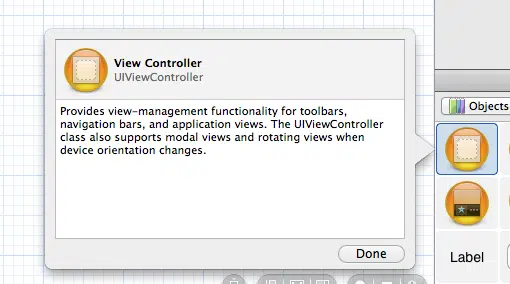 View Controller
UIViewController
Provides view-management functionality for toolbars,
navigation bars, and application views. The UIViewController
class also supports modal views and rotating views when
device orientation changes.
Objects
Label
Done